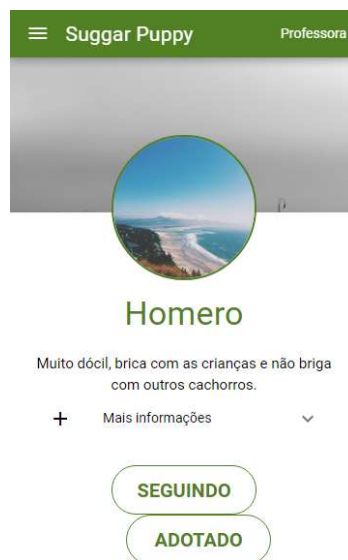 Suggar Puppy Professora
Homero
Muito dócil, brica com as crianças e não briga
com outros cachorros.
Mais informações
SEGUINDO
ADOTADO